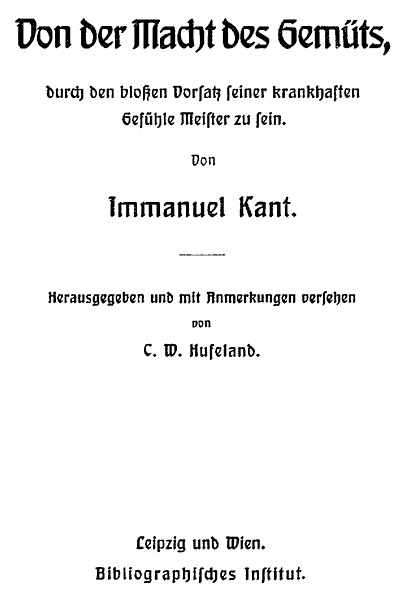 Von der Macht des Gemüts,
durch den bloßen Vorſatz ſeiner krankhaften
Gefühle Meiſter zu ſein.
Von
Immanuel Kant.
Herausgegeben und mit Anmerkungen verſehen
von
C. W. Hufeland.
Leipzig und Wien.
Bibliographiſches Inſtitut.